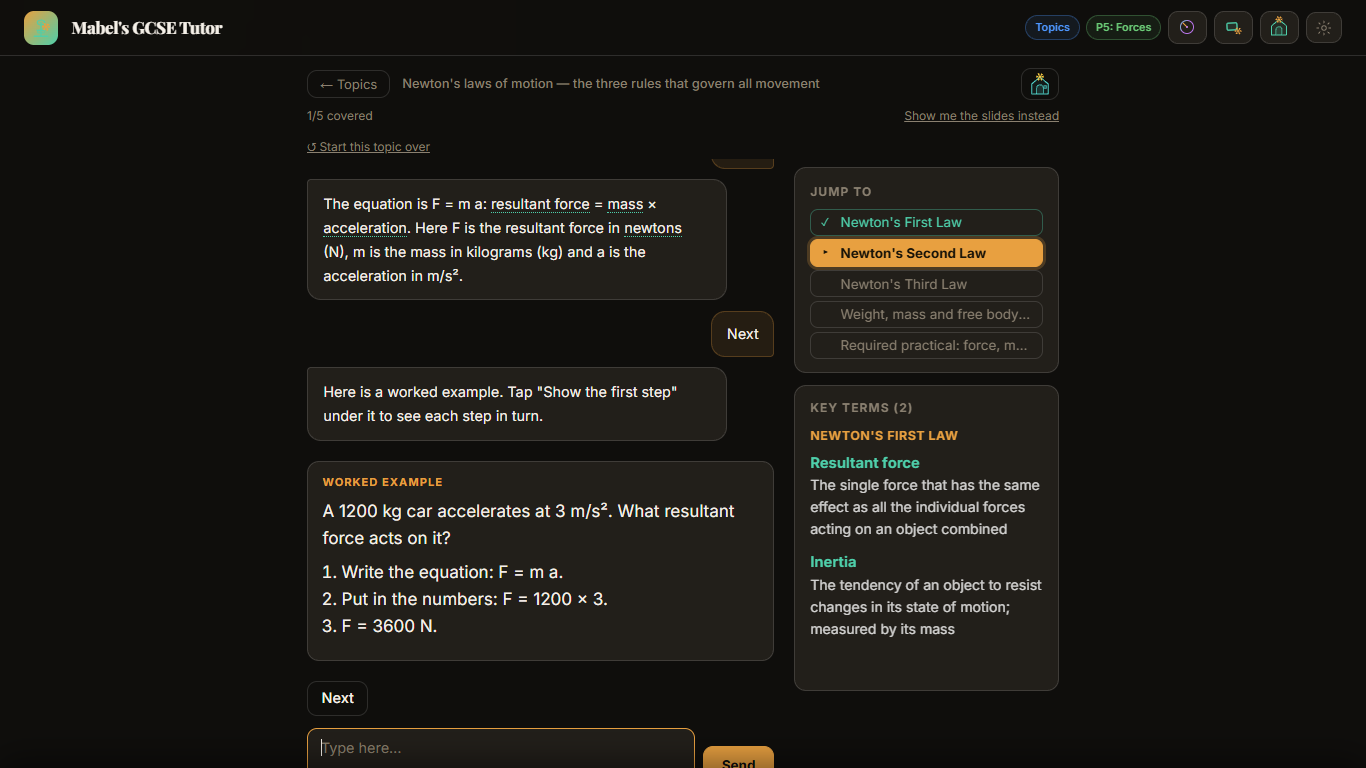 Mabel's GCSE Tutor
Topics
P5: Forces
← Topics
Newton's laws of motion — the three rules that govern all movement
1/5 covered
Show me the slides instead
↺ Start this topic over
The equation is F = m a: resultant force = mass ×
acceleration. Here F is the resultant force in newtons
(N), m is the mass in kilograms (kg) and a is the
acceleration in m/s².
Next
Here is a worked example. Tap "Show the first step"
under it to see each step in turn.
WORKED EXAMPLE
A 1200 kg car accelerates at 3 m/s². What resultant
force acts on it?
1. Write the equation: F = m a.
2. Put in the numbers: F = 1200 × 3.
3. F = 3600 N.
Next
Type here...
Send
JUMP TO
✓ Newton's First Law
▸ Newton's Second Law
Newton's Third Law
Weight, mass and free body...
Required practical: force, m...
KEY TERMS (2)
NEWTON'S FIRST LAW
Resultant force
The single force that has the same
effect as all the individual forces
acting on an object combined
Inertia
The tendency of an object to resist
changes in its state of motion;
measured by its mass